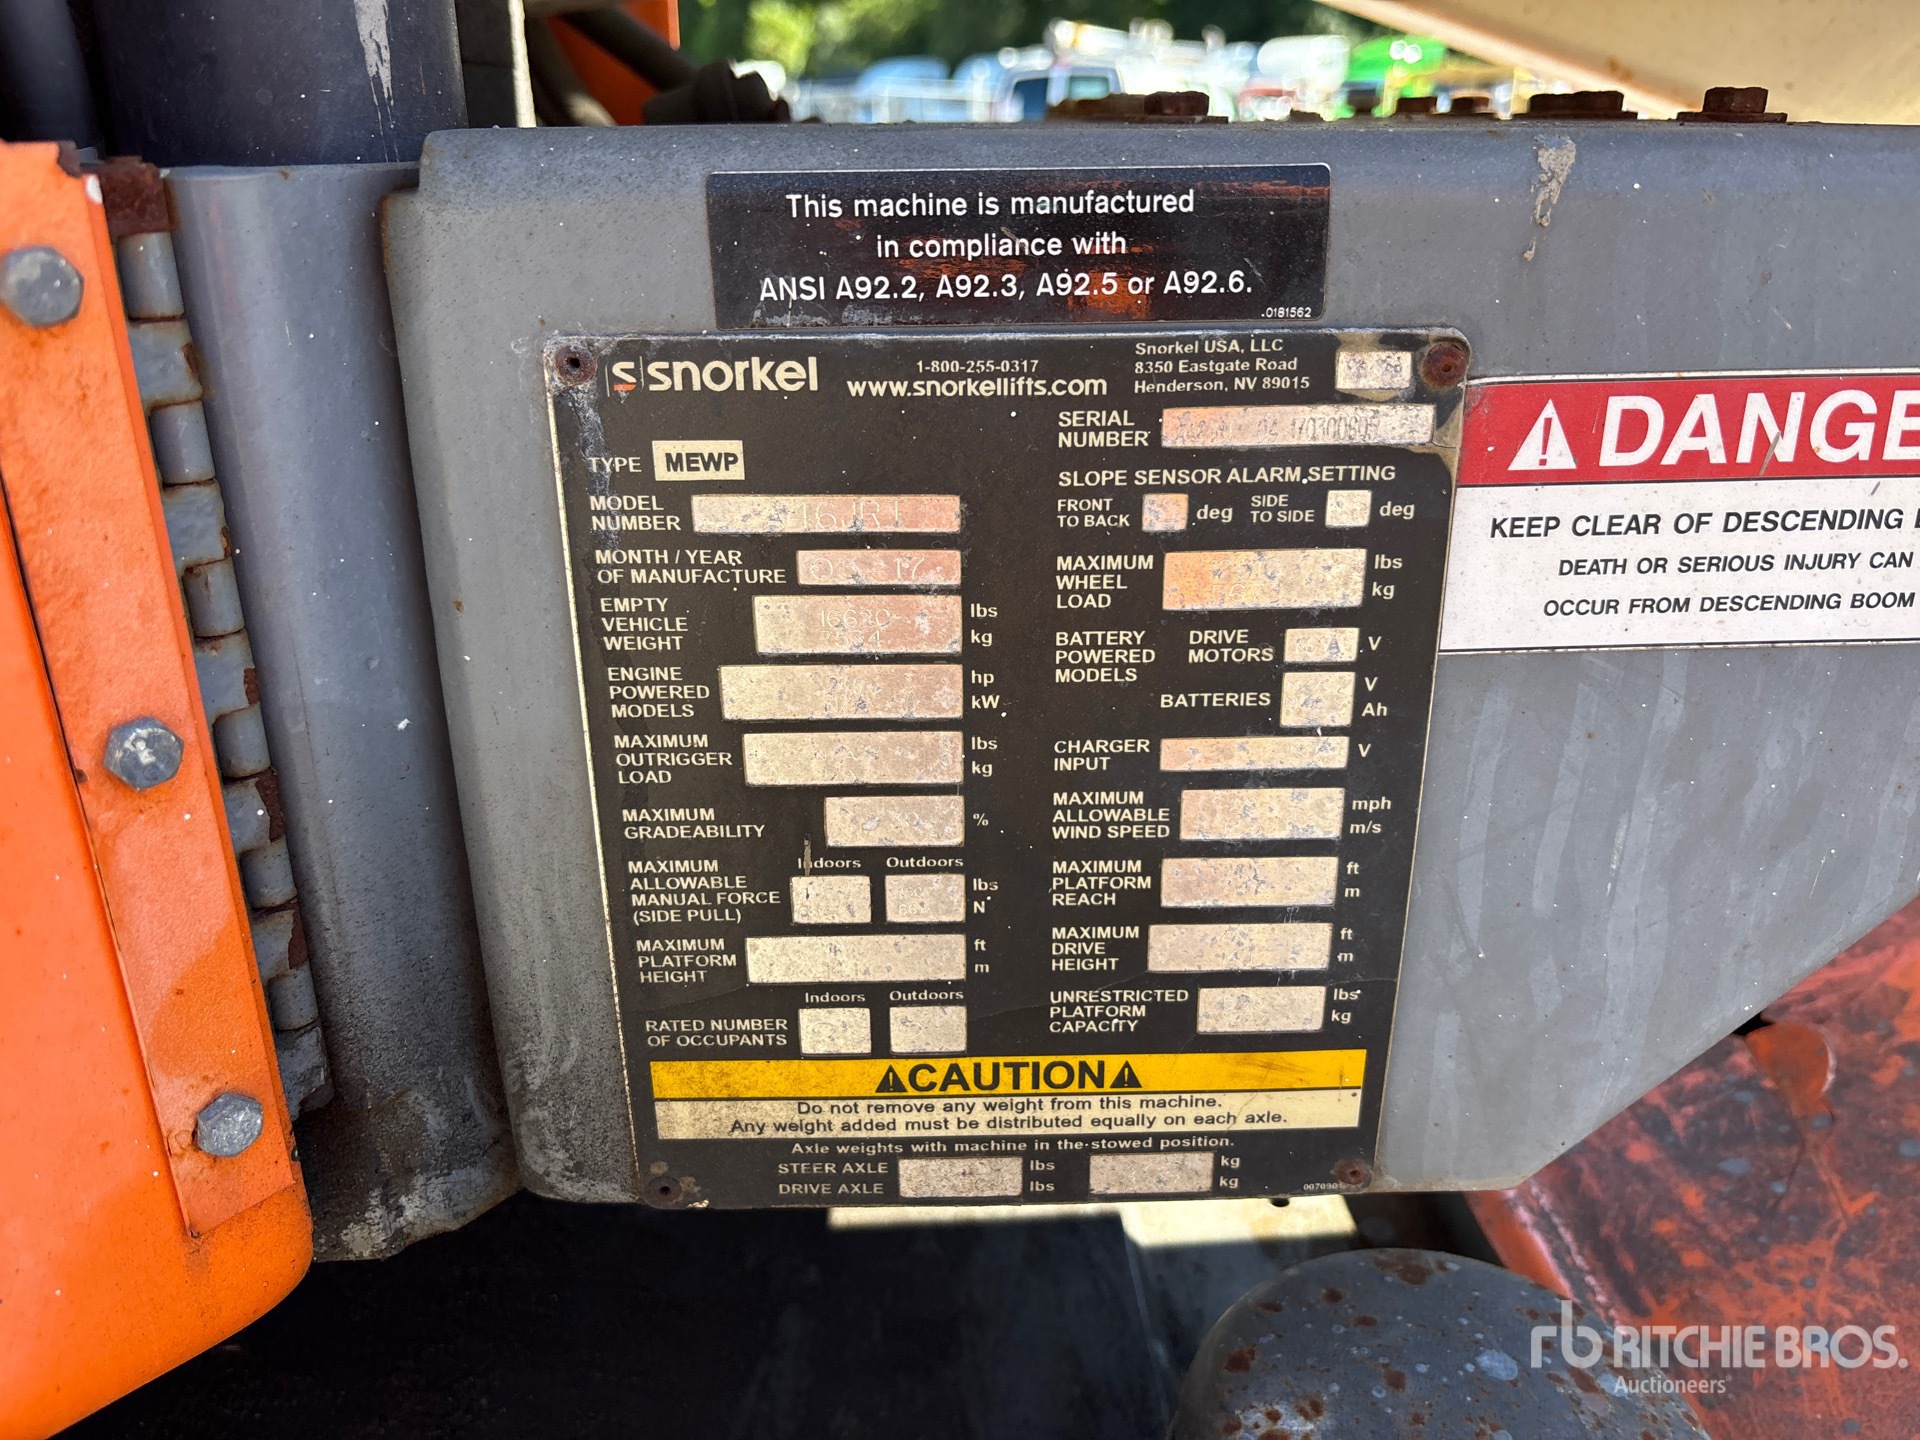 This machine is manufactured
in compliance with
ANSI A92.2, A92.3, A92.5 or A92.6.
0181562
S snorkel
1-800-255-0317
www.snorkellifts.com
Snorkel USA, LLC
8350 Eastgate Road
Henderson, NV 89015
TYPE MEWP
MODEL
NUMBER
MONTH / YEAR
OF MANUFACTURE 17
EMPTY
VEHICLE
WEIGHT
lbs
kg
ENGINE
POWERED
MODELS
hp
kW
MAXIMUM
OUTRIGGER
LOAD
lbs
kg
MAXIMUM
GRADEABILITY
%
Indoors Outdoors
MAXIMUM
ALLOWABLE
MANUAL FORCE
(SIDE PULL)
lbs
N
MAXIMUM
PLATFORM
HEIGHT
ft
m
Indoors Outdoors
RATED NUMBER
OF OCCUPANTS
SERIAL
NUMBER
SLOPE SENSOR ALARM SETTING
FRONT
TO BACK
deg
SIDE
TO SIDE
deg
MAXIMUM
WHEEL
LOAD
lbs
kg
BATTERY
POWERED
MODELS
DRIVE
MOTORS
V
BATTERIES
V
Ah
CHARGER
INPUT
V
MAXIMUM
ALLOWABLE
WIND SPEED
mph
m/s
MAXIMUM
PLATFORM
REACH
ft
m
MAXIMUM
DRIVE
HEIGHT
ft
m
UNRESTRICTED
PLATFORM
CAPACITY
lbs
kg
CAUTION
Do not remove any weight from this machine.
Any weight added must be distributed equally on each axle.
Axle weights with machine in the stowed position.
STEER AXLE lbs kg
DRIVE AXLE lbs kg
DANGE
KEEP CLEAR OF DESCENDING
DEATH OR SERIOUS INJURY CAN
OCCUR FROM DESCENDING BOOM
rb RITCHIE BROS.
Auctioneers